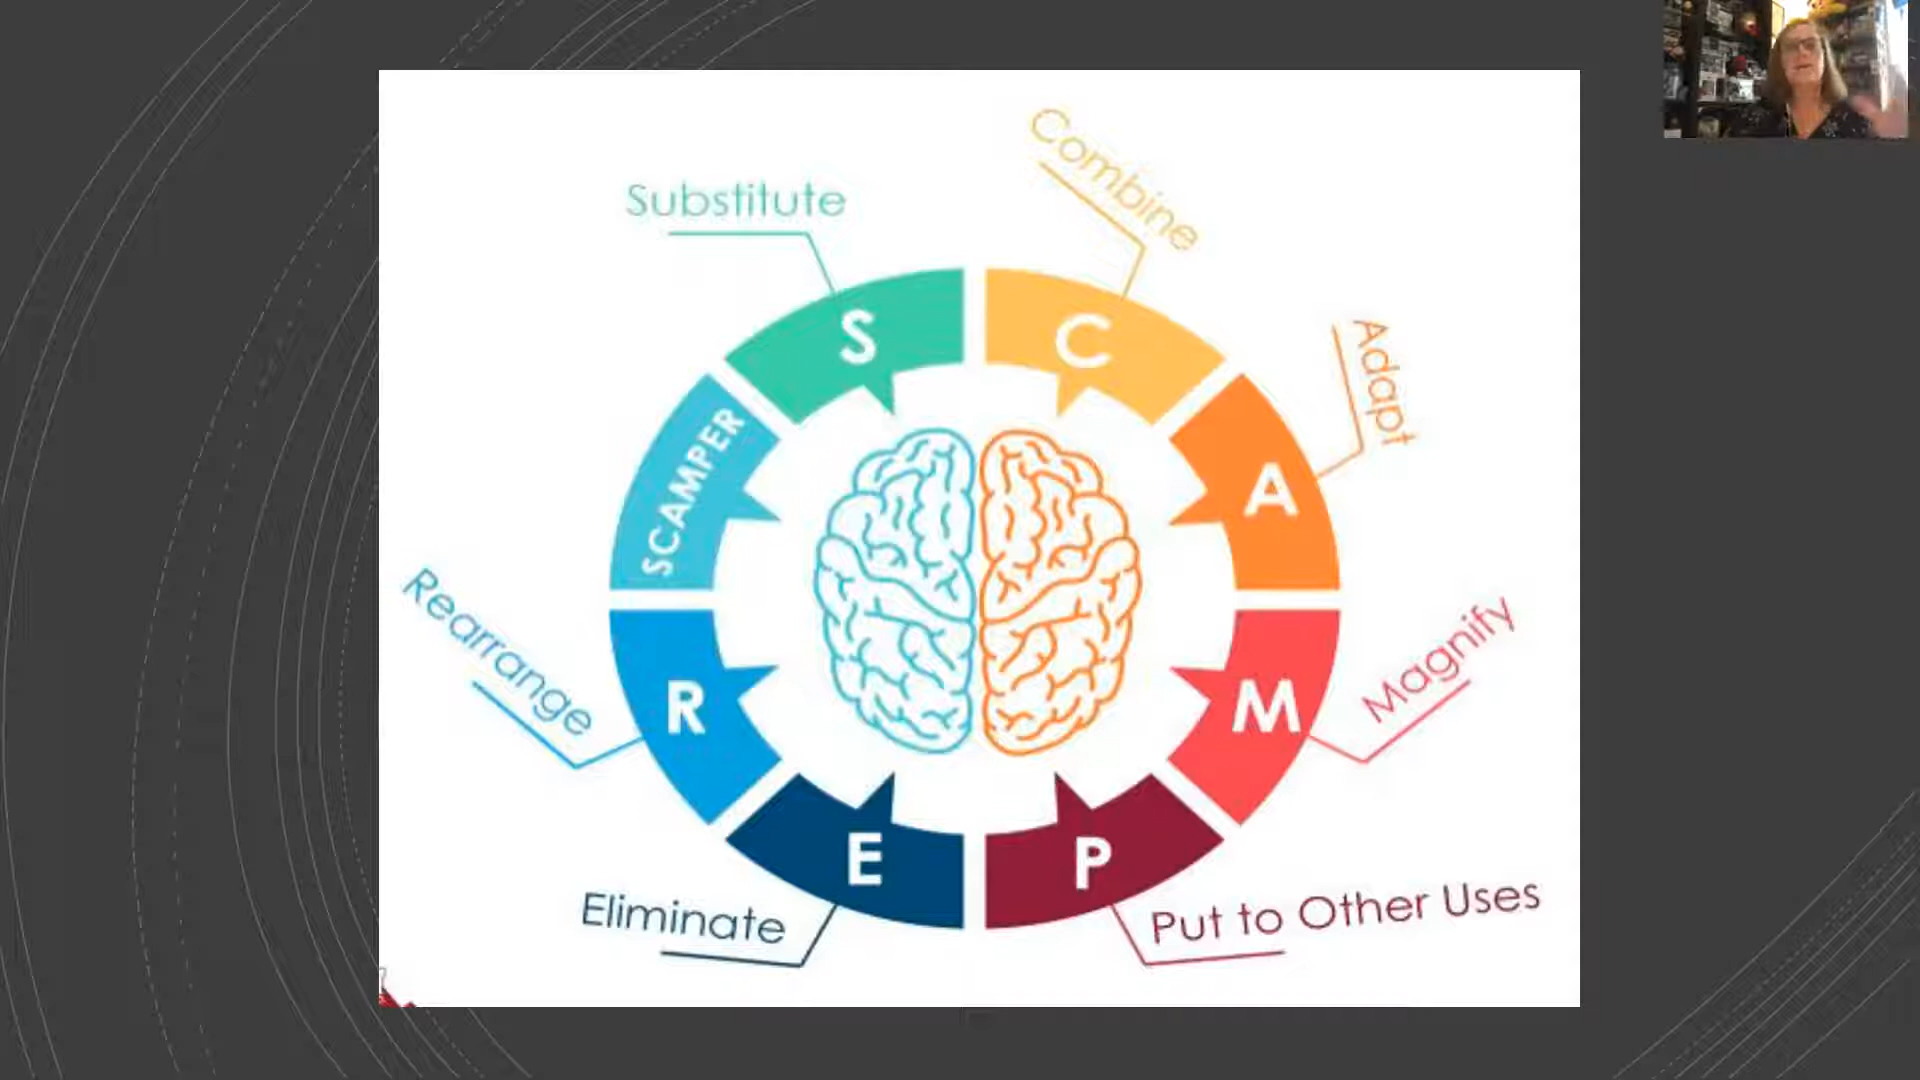 Substitute
Combine
Adapt
Magnify
Put to Other Uses
Eliminate
Rearrange
SCAMPER
S
C
A
M
P
E
R